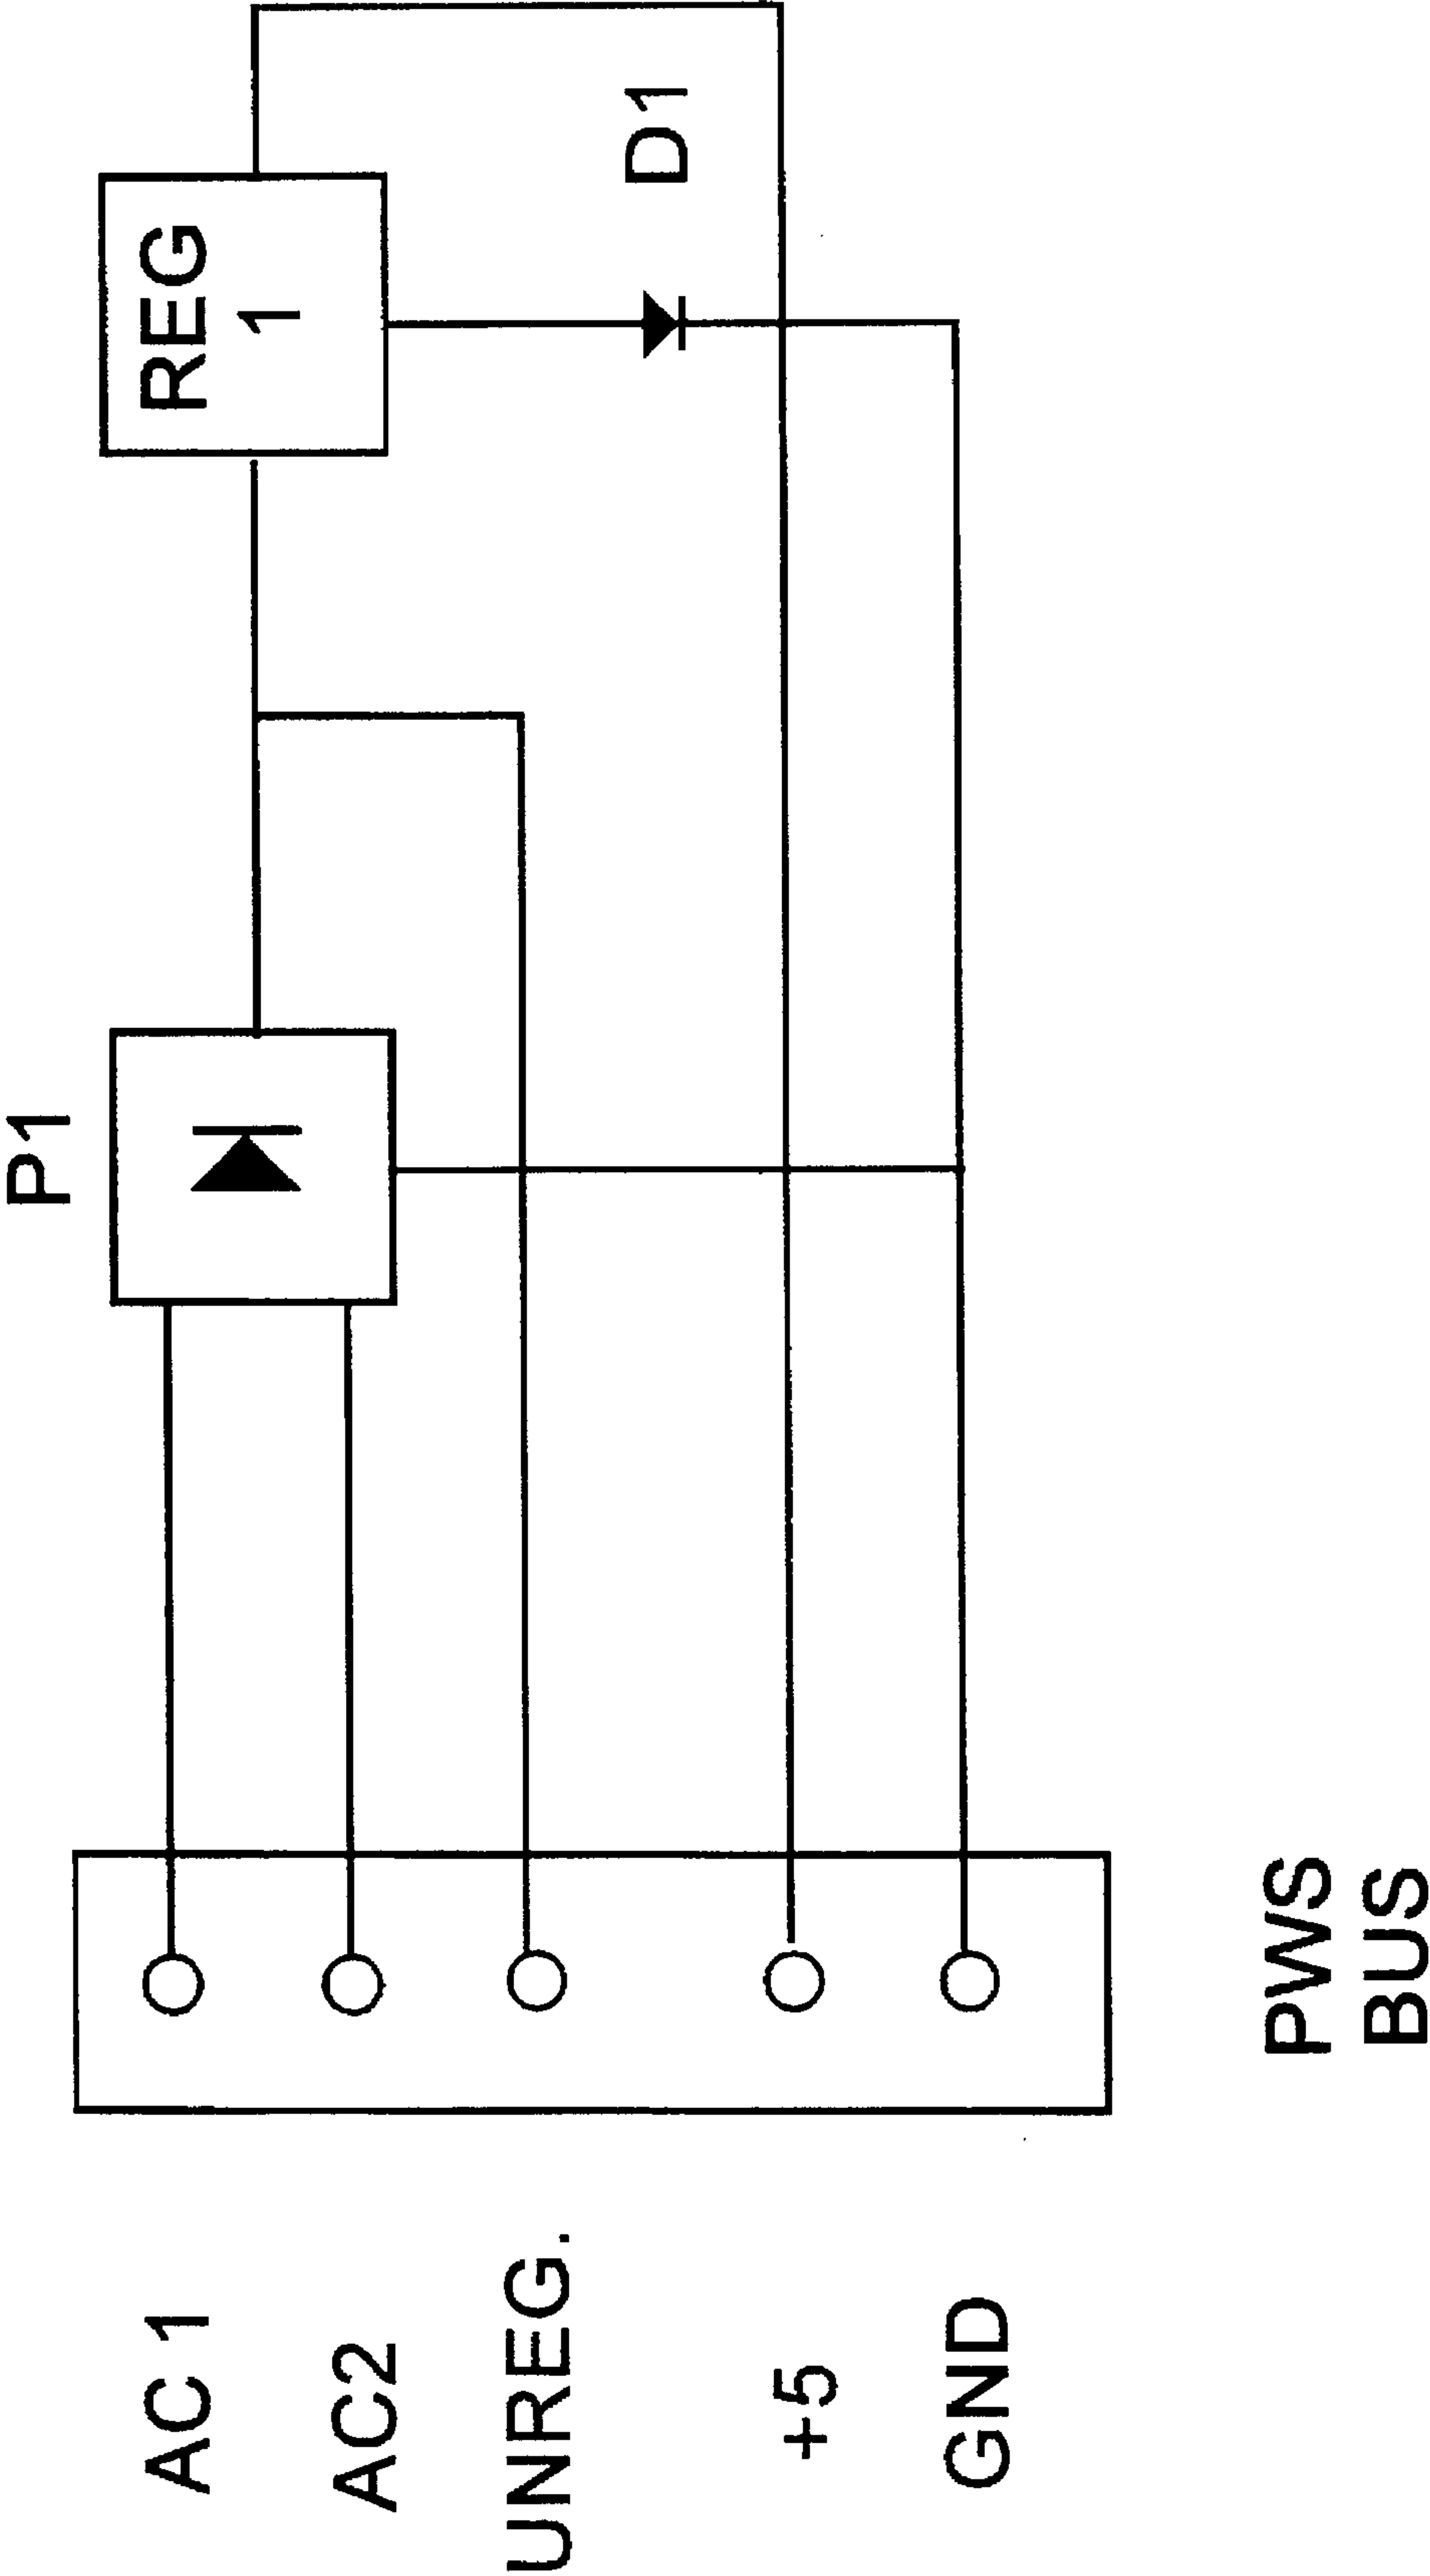 P1
REG
1
D1
AC 1
AC2
UNREG.
+5
GND
PWS
BUS